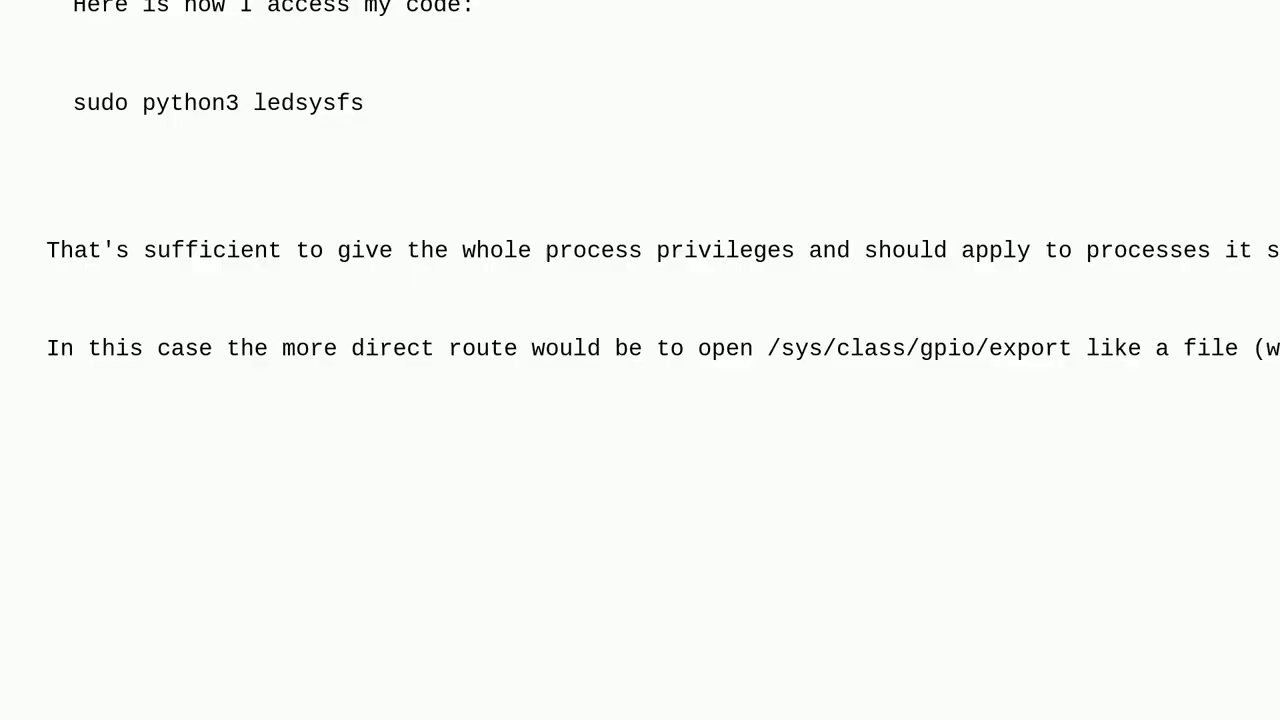 Here is how I access my code:
sudo python3 ledsysfs
That's sufficient to give the whole process privileges and should apply to processes it s
In this case the more direct route would be to open /sys/class/gpio/export like a file (w